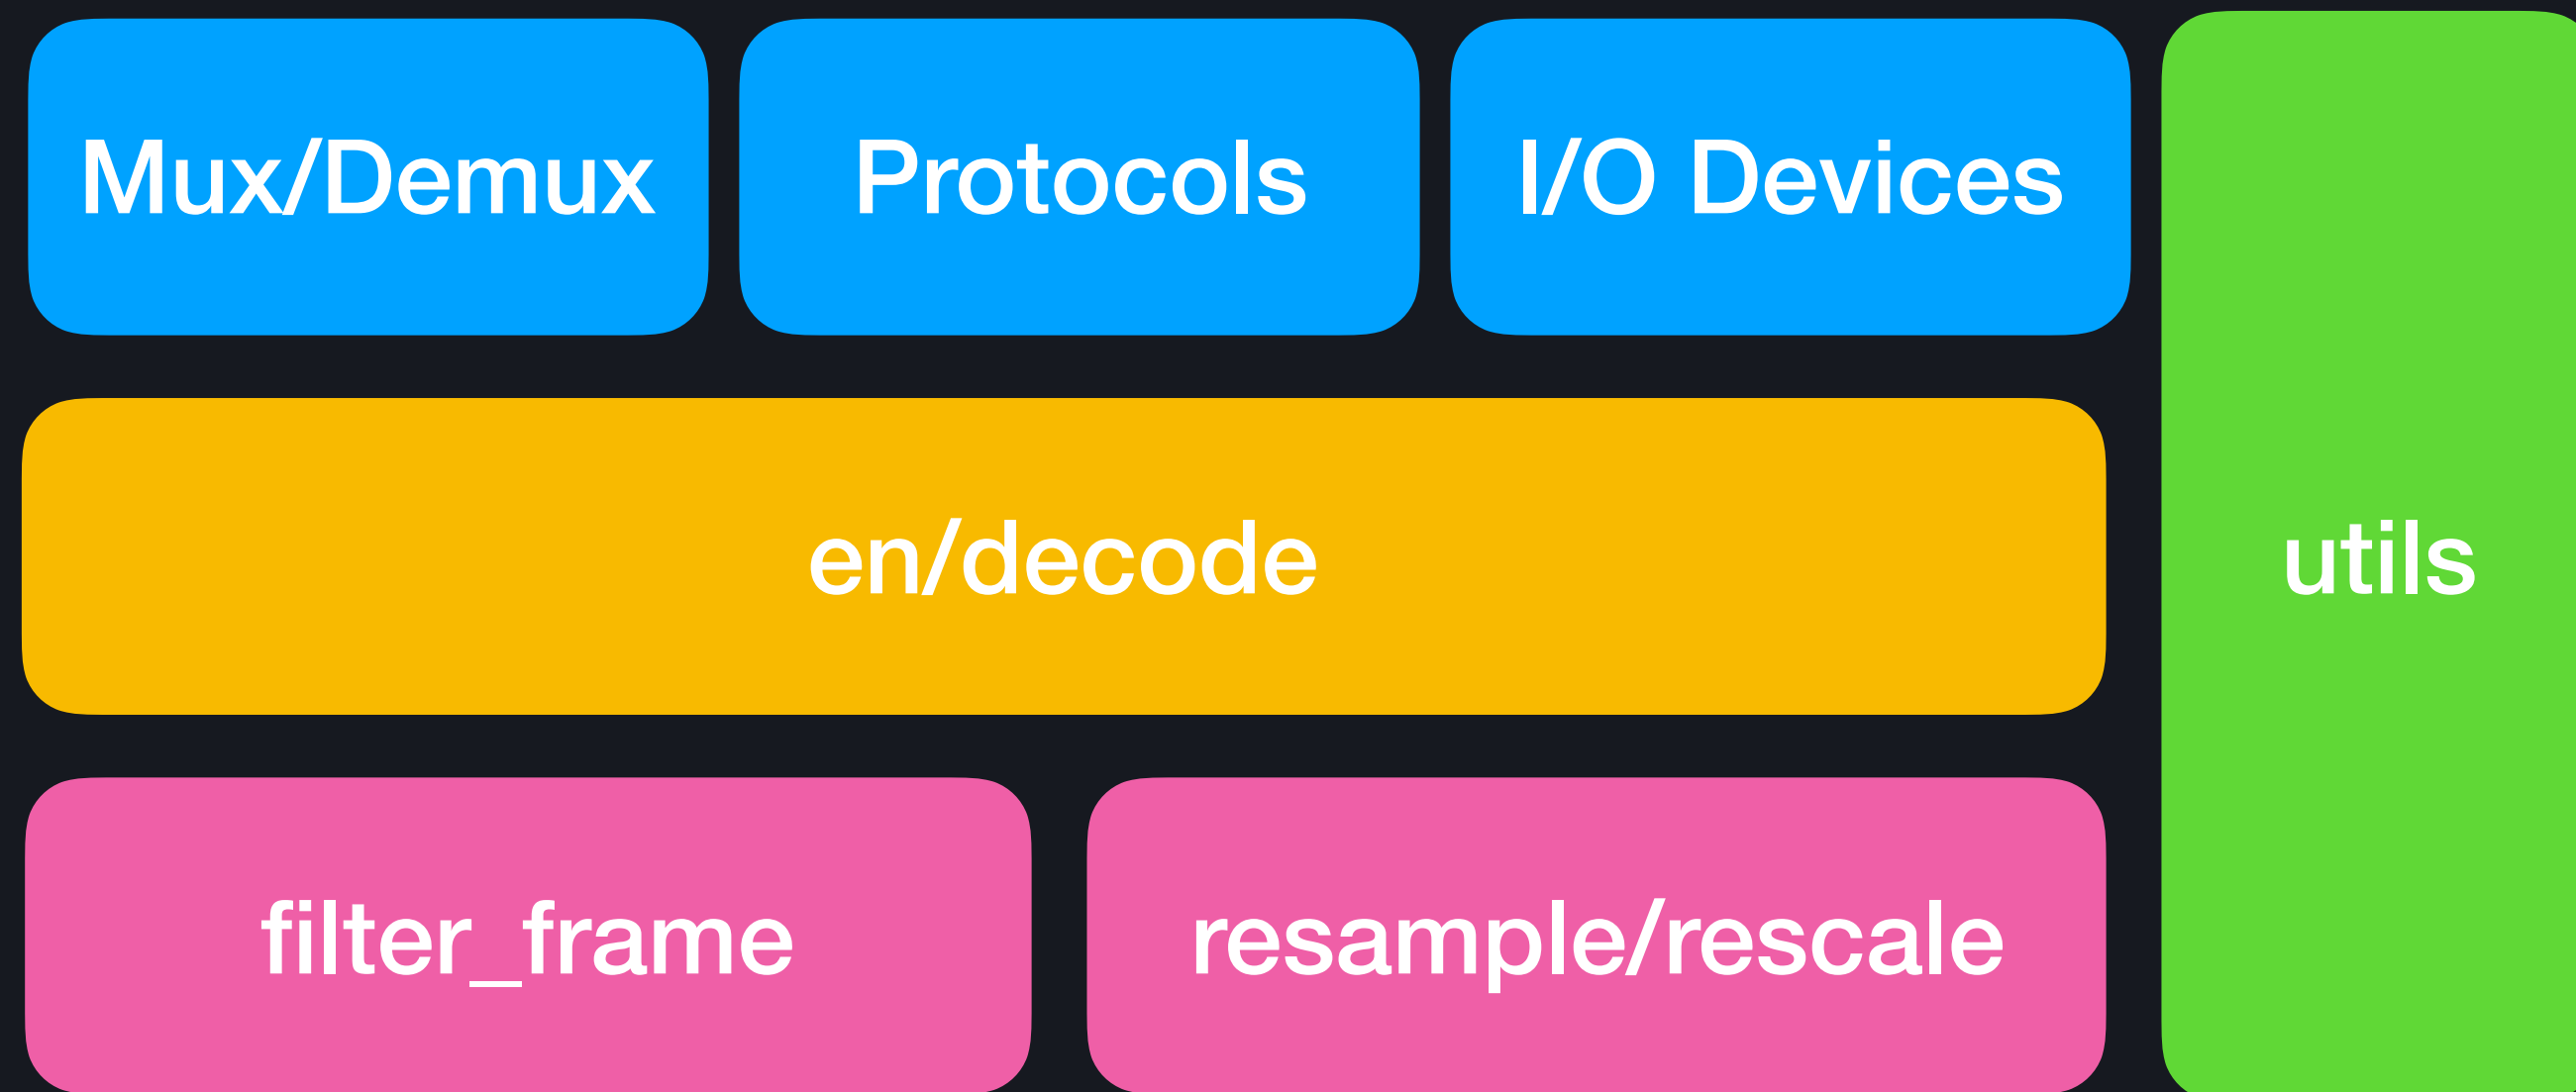 Mux/Demux
Protocols
I/O Devices
en/decode
utils
filter_frame
resample/rescale